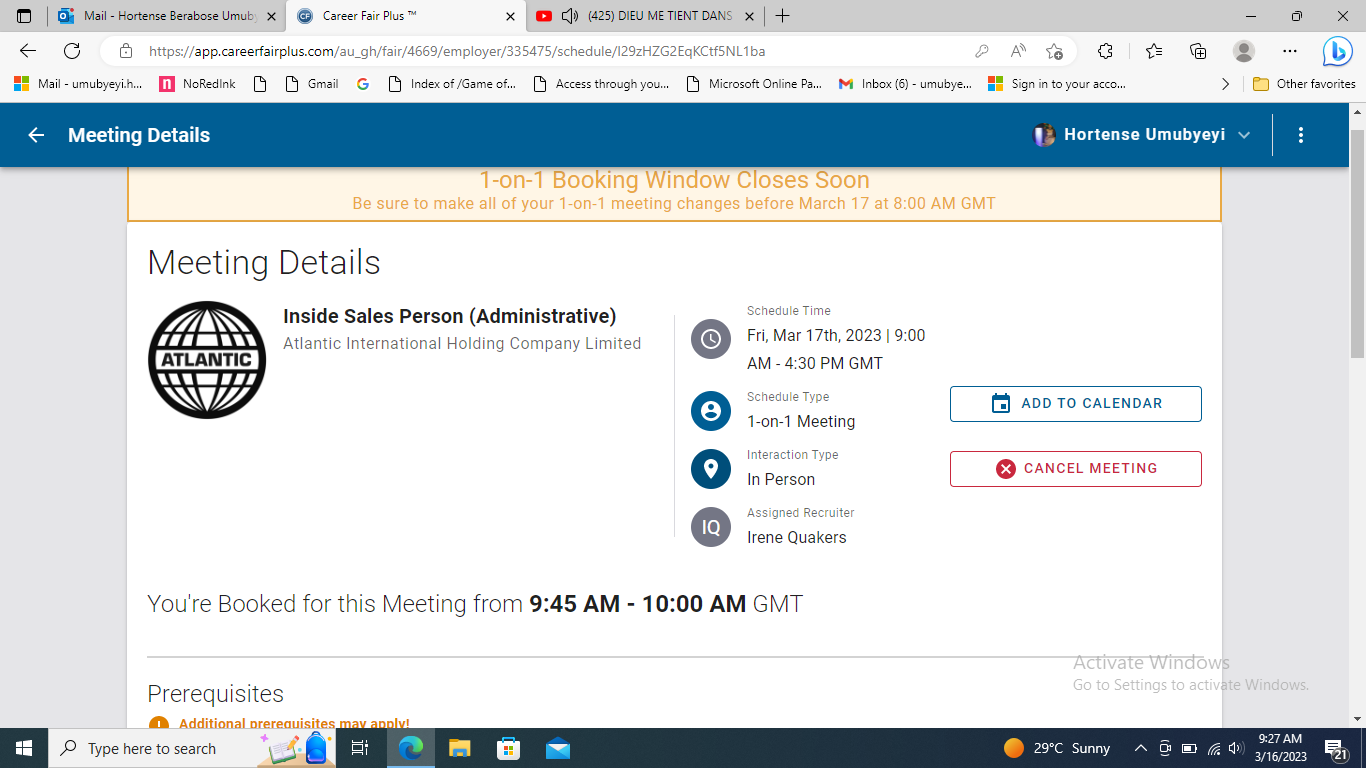 Mail - Hortense Berabose Umuby
Career Fair Plus ™
(425) DIEU ME TIENT DANS
https://app.careerfairplus.com/au_gh/fair/4669/employer/335475/schedule/I29zHZG2EqKCtf5NL1ba
Mail - umubyeyi.h...
NoRedInk
Gmail
Index of /Game of...
Access through you...
Microsoft Online Pa...
Inbox (6) - umubye...
Sign in to your acco...
Other favorites
Meeting Details
Hortense Umubyeyi
1-on-1 Booking Window Closes Soon
Be sure to make all of your 1-on-1 meeting changes before March 17 at 8:00 AM GMT
Meeting Details
ATLANTIC
Inside Sales Person (Administrative)
Atlantic International Holding Company Limited
Schedule Time
Fri, Mar 17th, 2023 | 9:00
AM - 4:30 PM GMT
Schedule Type
1-on-1 Meeting
Interaction Type
In Person
IQ
Assigned Recruiter
Irene Quakers
ADD TO CALENDAR
CANCEL MEETING
You're Booked for this Meeting from 9:45 AM - 10:00 AM GMT
Activate Windows
Go to Settings to activate Windows.
Prerequisites
Additional prerequisites may apply!
Type here to search
29°C Sunny
9:27 AM
3/16/2023
21